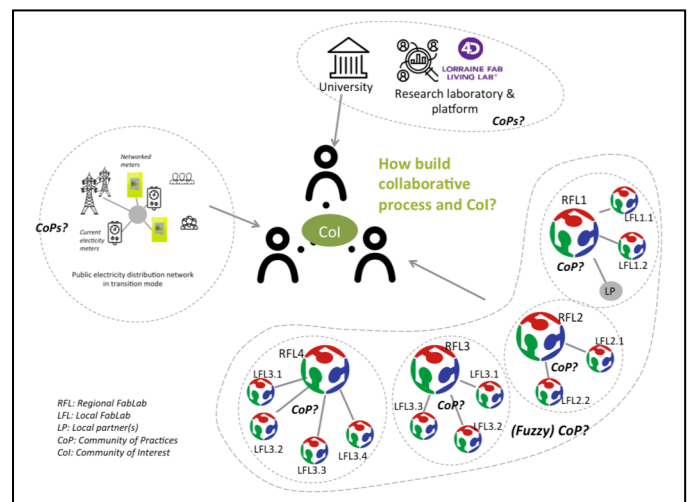 University
4D
LORRAINE FAB
LIVING LAB®
Research laboratory &
platform
CoPs?
Networked
meters
CoPs?
Current
electicity
meters
Public electricity distribution network
in transition mode
How build
collaborative
process and CoI?
CoI
RFL1
LFL1.1
CoP?
LFL1.2
LP
RFL2
LFL2.1
CoP?
LFL2.2
RFL4
LFL3.1
CoP?
LFL3.2
LFL3.3
LFL3.4
RFL3
LFL3.1
LFL3.3
CoP?
LFL3.2
(Fuzzy) CoP?
RFL: Regional FabLab
LFL: Local FabLab
LP: Local partner(s)
CoP: Community of Practices
CoI: Community of Interest